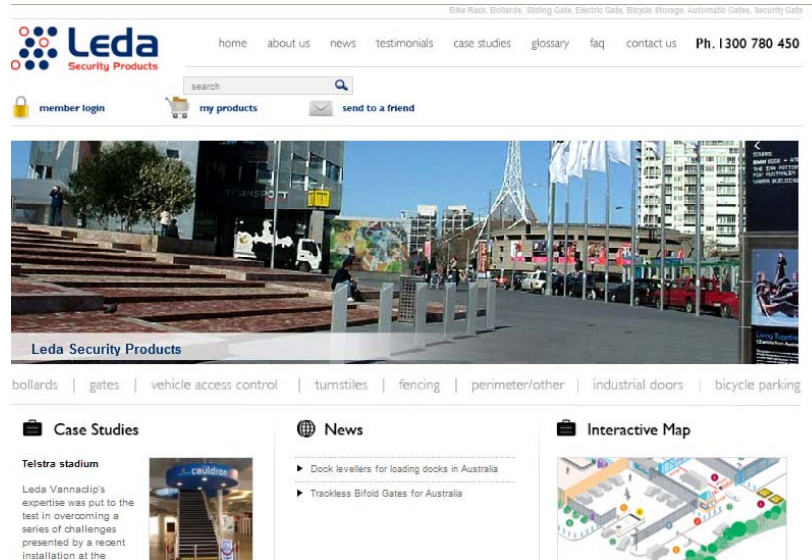 Bike Rack, Bollards, Sliding Gate, Electric Gate, Bicycle Storage, Automatic Gates, Security Gate
Leda
Security Products
home about us news testimonials case studies glossary faq contact us Ph. 1300 780 450
search
member login my products send to a friend
TRANSPORT
Leda Security Products
Living Together
bollards | gates | vehicle access control | turnstiles | fencing | perimeter/other | industrial doors | bicycle parking
Case Studies
Telstra stadium
Leda Vannaclip's
expertise was put to the
test in overcoming a
series of challenges
presented by a recent
installation at the
cauldron
News
Dock levellers for loading docks in Australia
Trackless Bifold Gates for Australia
Interactive Map